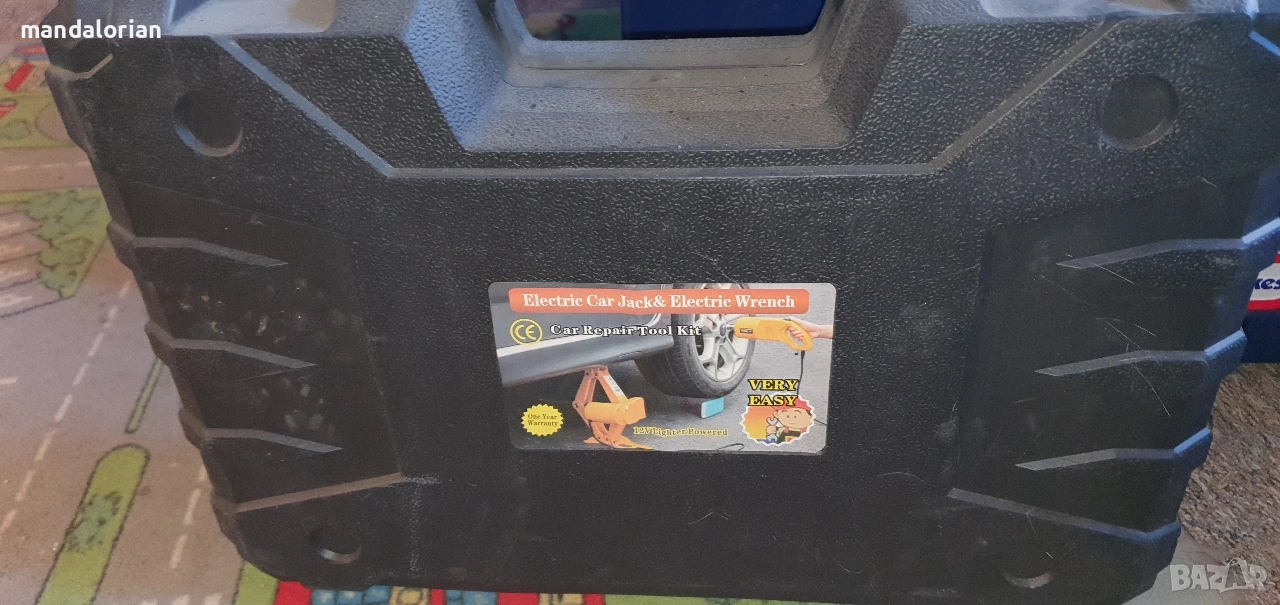 mandalorian
Electric Car Jack& Electric Wrench
CE
Car Repair Tool Kit
VERY
EASY
One Year
Warranty
12V Lighter Powered
BAZAR